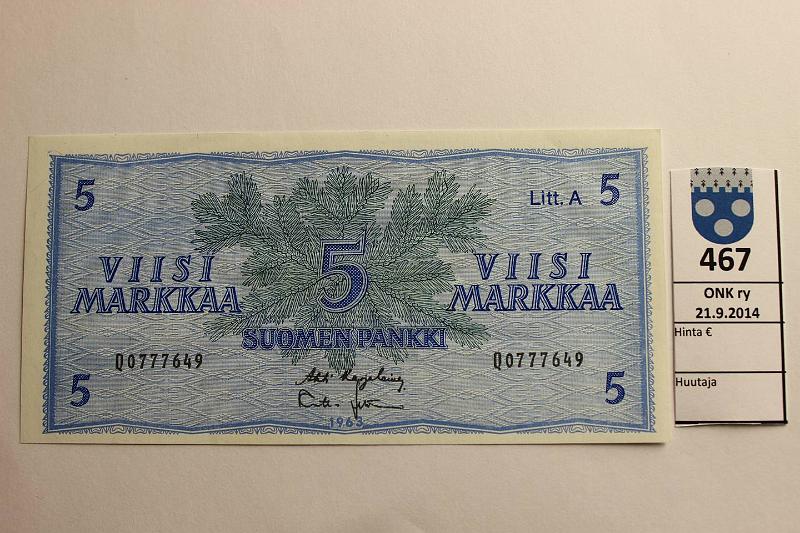 5
Litt. A 5
5
VIISI MARKKAA
VIISI MARKKAA
SUOMEN PANKKI
Q0777649
Q0777649
5
5
1963
467
ONK ry
21.9.2014
Hinta €
Huutaja